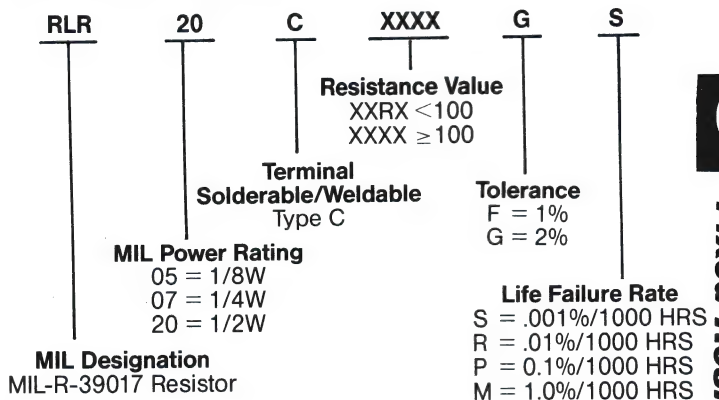 RLR 20 C XXXX G S
Resistance Value
XXRX <100
XXXX ≥100
Terminal
Solderable/Weldable
Type C
Tolerance
F = 1%
G = 2%
MIL Power Rating
05 = 1/8W
07 = 1/4W
20 = 1/2W
Life Failure Rate
S = .001%/1000 HRS
R = .01%/1000 HRS
P = 0.1%/1000 HRS
M = 1.0%/1000 HRS
MIL Designation
MIL-R-39017 Resistor